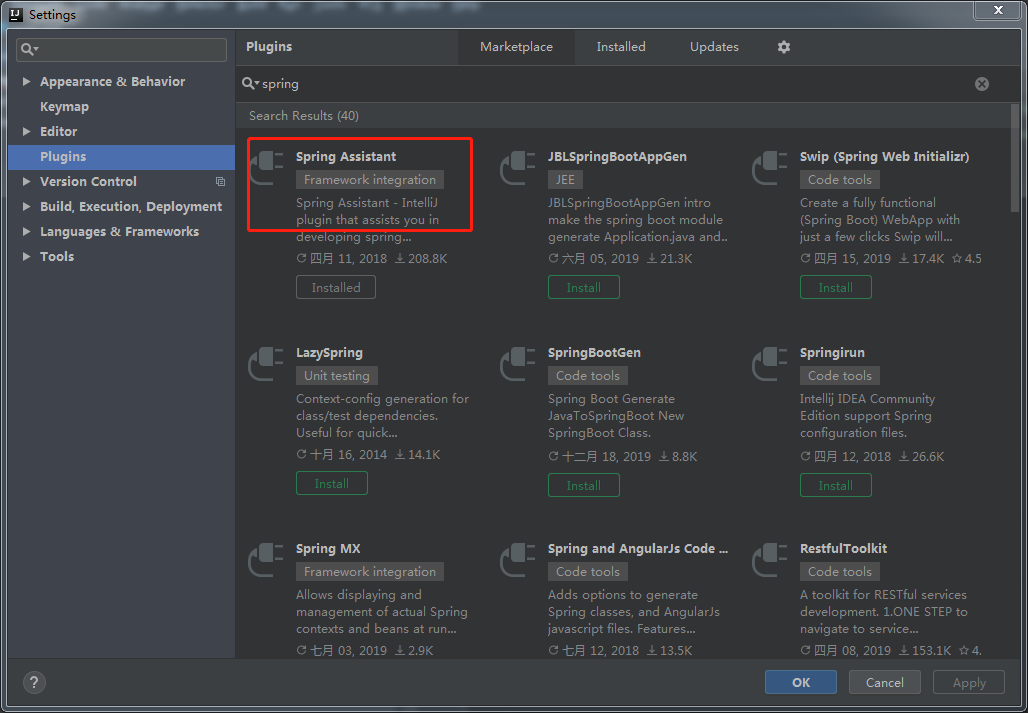 Settings
Plugins
Marketplace
Installed
Updates
Appearance & Behavior
Keymap
Editor
Plugins
Version Control
Build, Execution, Deployment
Languages & Frameworks
Tools
spring
Search Results (40)
Spring Assistant
Framework integration
Spring Assistant - IntelliJ
plugin that assists you in
developing spring...
四月 11, 2018 208.8K
Installed
JBLSpringBootAppGen
JEE
JBLSpringBootAppGen intro
make the spring boot module
generate Application.java and..
六月 05, 2019 21.3K
Install
Swip (Spring Web Initializr)
Code tools
Create a fully functional
(Spring Boot) WebApp with
just a few clicks Swip will...
四月 15, 2019 17.4K 4.5
Install
LazySpring
Unit testing
Context-config generation for
class/test dependencies.
Useful for quick...
十月 16, 2014 14.1K
Install
SpringBootGen
Code tools
Spring Boot Generate
JavaToSpringBoot New
SpringBoot Class.
十二月 18, 2019 8.8K
Install
Springirun
Code tools
Intellij IDEA Community
Edition support Spring
configuration files.
四月 12, 2018 26.6K
Install
Spring MX
Framework integration
Allows displaying and
management of actual Spring
contexts and beans at run...
七月 03, 2019 2.9K
Spring and AngularJs Code ...
Code tools
Adds options to generate
Spring classes, and AngularJs
javascript files. Features...
七月 12, 2018 13.5K
RestfulToolkit
Code tools
A toolkit for RESTful services
development. 1.ONE STEP to
navigate to service...
四月 08, 2019 153.1K 4.
?
OK
Cancel
Apply